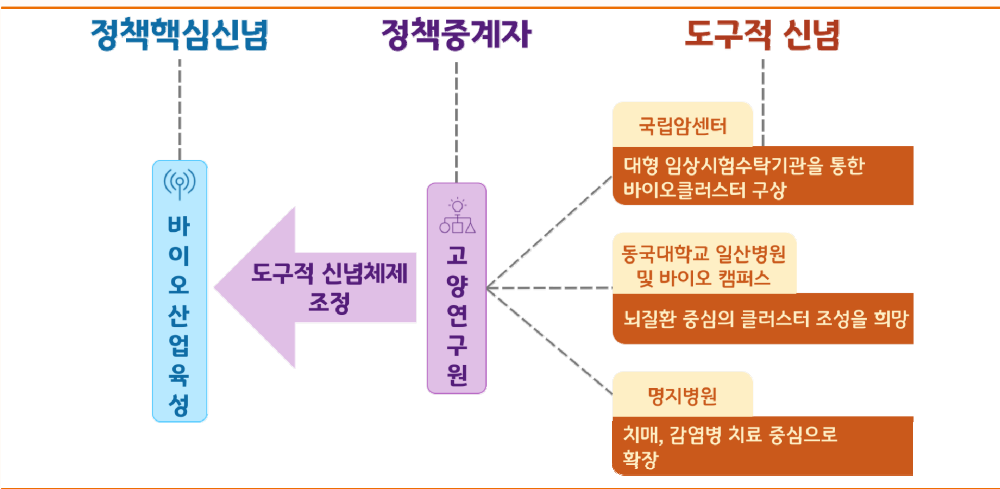 정책핵심신념
정책중계자
도구적 신념
바이오산업육성
도구적 신념체제
조정
고양연구원
국립암센터
대형 임상시험수탁기관을 통한
바이오클러스터 구상
동국대학교 일산병원
및 바이오 캠퍼스
뇌질환 중심의 클러스터 조성을 희망
명지병원
치매, 감염병 치료 중심으로
확장